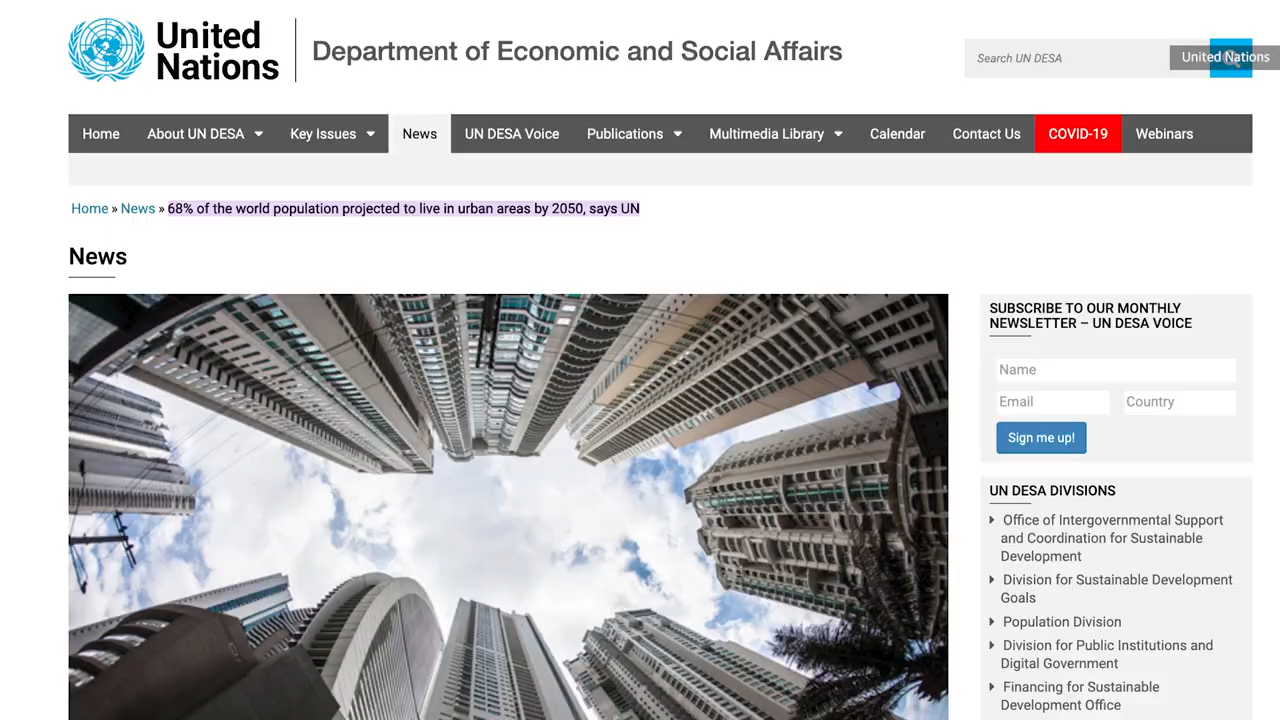 United
Nations
Department of Economic and Social Affairs
Search UN DESA
United Nations
Home
About UN DESA
Key Issues
News
UN DESA Voice
Publications
Multimedia Library
Calendar
Contact Us
COVID-19
Webinars
Home » News » 68% of the world population projected to live in urban areas by 2050, says UN
News
SUBSCRIBE TO OUR MONTHLY
NEWSLETTER – UN DESA VOICE
Name
Email
Country
Sign me up!
UN DESA DIVISIONS
Office of Intergovernmental Support
and Coordination for Sustainable
Development
Division for Sustainable Development
Goals
Population Division
Division for Public Institutions and
Digital Government
Financing for Sustainable
Development Office